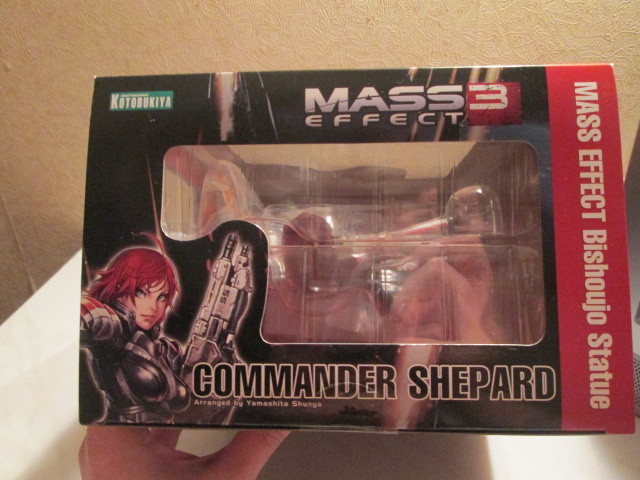 KOTOBUKIYA
MASS
EFFECT 3
MASS EFFECT Bishoujo Statue
COMMANDER SHEPARD
Arranged by Yamashita Shunya